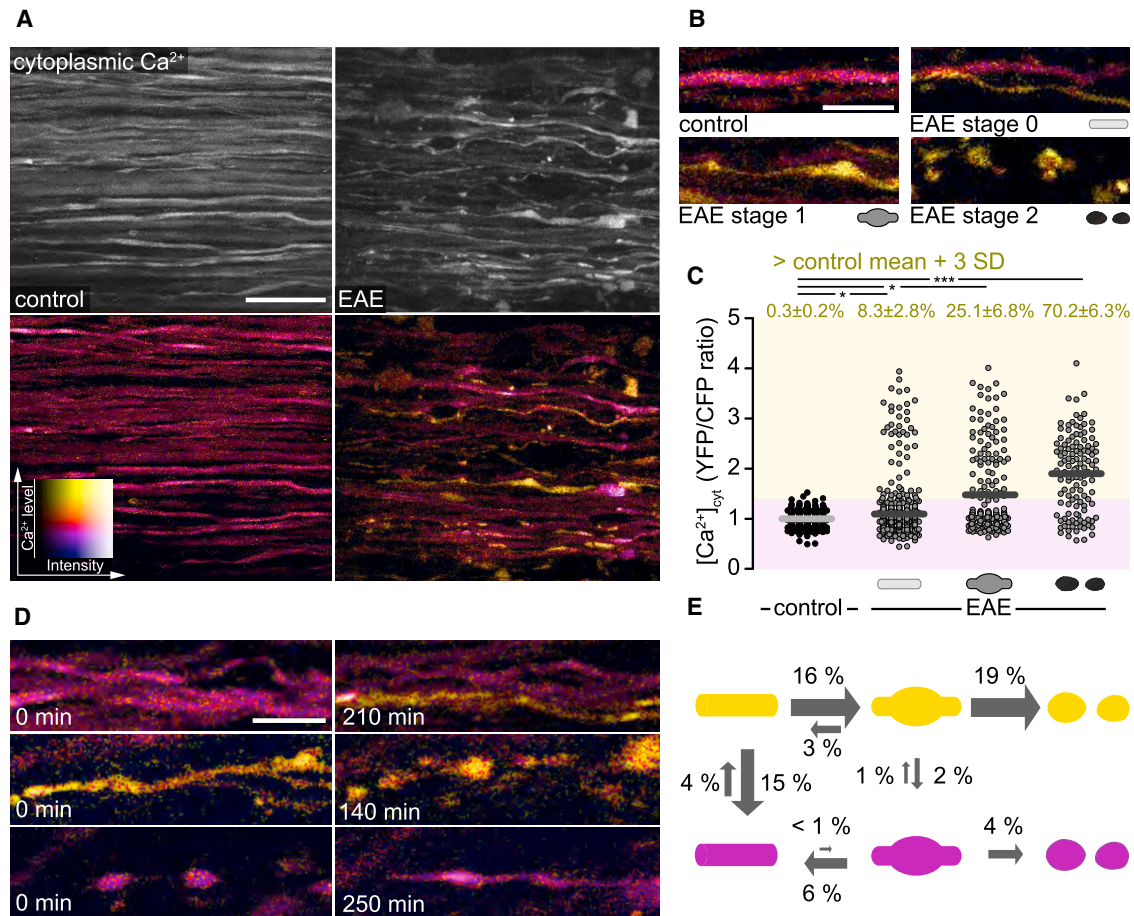 A
cytoplasmic Ca²⁺
control
EAE
Ca²⁺ level
Intensity
B
control
EAE stage 0
EAE stage 1
EAE stage 2
C
> control mean + 3 SD
***
*
*
0.3±0.2% 8.3±2.8% 25.1±6.8% 70.2±6.3%
[Ca²⁺]cyt (YFP/CFP ratio)
5
4
3
2
1
0
control EAE
D
0 min
210 min
0 min
140 min
0 min
250 min
E
16 % 19 %
3 %
4 % 15 % 1 % 2 %
< 1 % 4 %
6 %